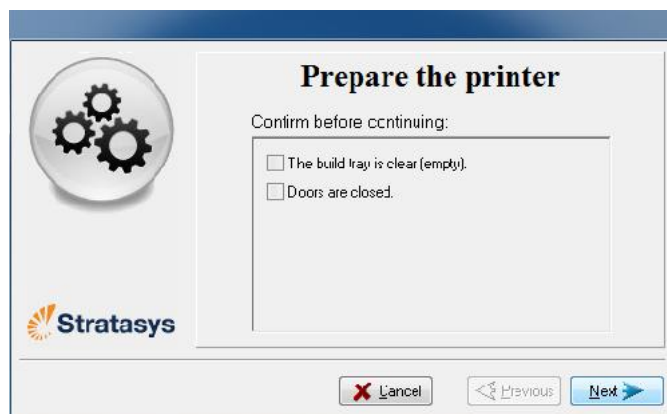 Prepare the printer
Confirm before continuing:
The build tray is clear (empty).
Doors are closed.
Stratasys
Cancel
Previous
Next